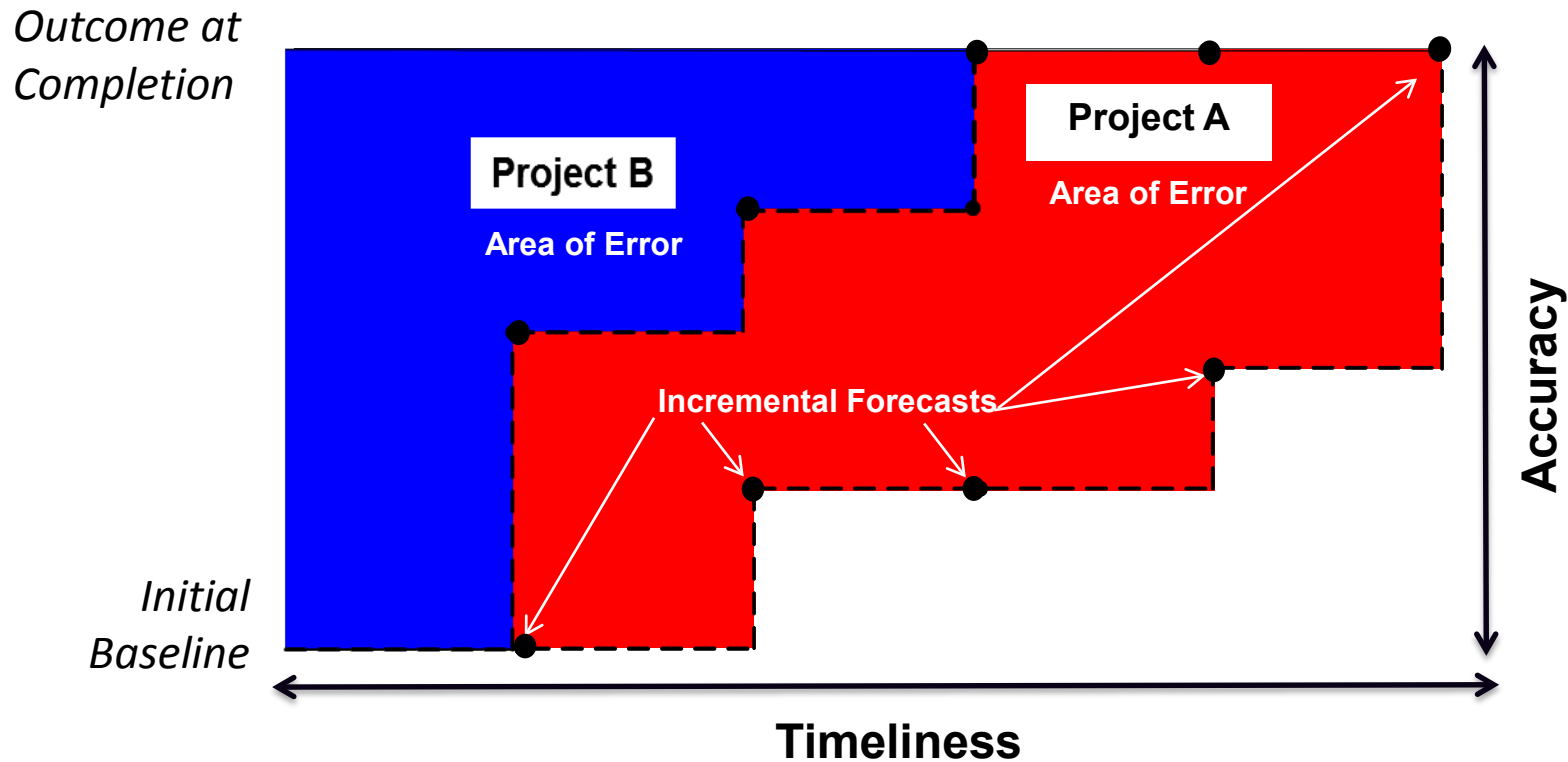 Outcome at
Completion
Project A
Project B
Area of Error
Area of Error
Accuracy
Incremental Forecasts
Initial
Baseline
Timeliness